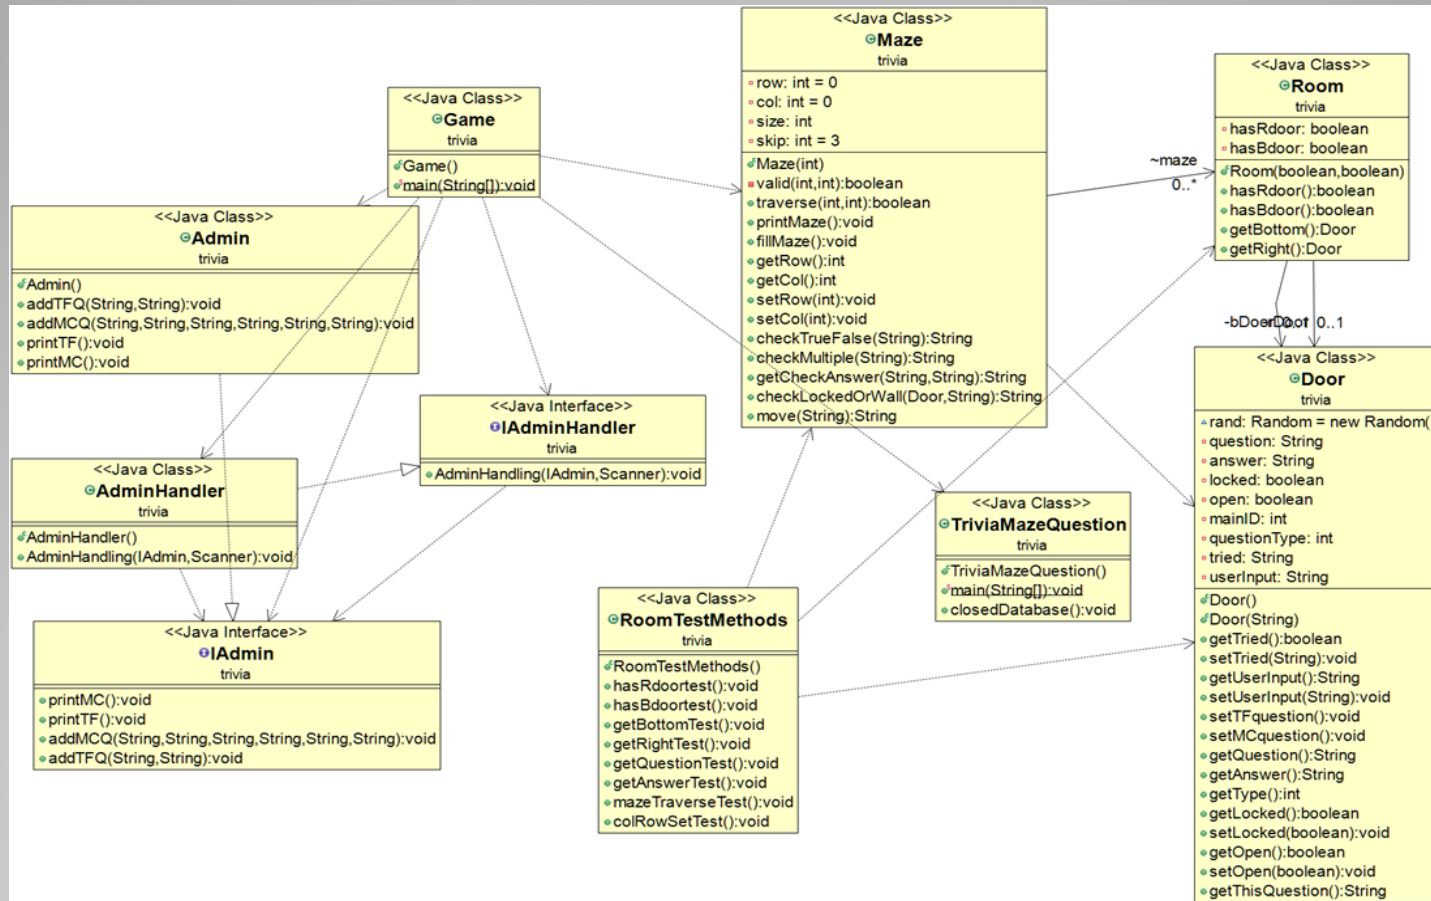 <<Java Class>>
Game
trivia
Game()
main(String[]):void
<<Java Class>>
Maze
trivia
row: int = 0
col: int = 0
size: int
skip: int = 3
Maze(int)
valid(int,int):boolean
traverse(int,int):boolean
printMaze():void
fillMaze():void
getRow():int
getCol():int
setRow(int):void
setCol(int):void
checkTrueFalse(String):String
checkMultiple(String):String
getCheckAnswer(String,String):String
checkLockedOrWall(Door,String):String
move(String):String
~maze
0..*
<<Java Class>>
Room
trivia
hasRdoor: boolean
hasBdoor: boolean
Room(boolean,boolean)
hasRdoor():boolean
hasBdoor():boolean
getBottom():Door
getRight():Door
<<Java Class>>
Admin
trivia
Admin()
addTFQ(String,String):void
addMCQ(String,String,String,String,String,String):void
printTF():void
printMC():void
-bDoor
0..1
<<Java Class>>
Door
trivia
rand: Random = new Random(
question: String
answer: String
locked: boolean
open: boolean
mainID: int
questionType: int
tried: String
userInput: String
Door()
Door(String)
getTried():boolean
setTried(String):void
getUserInput():String
setUserInput(String):void
setTFquestion():void
setMCquestion():void
getQuestion():String
getAnswer():String
getType():int
getLocked():boolean
setLocked(boolean):void
getOpen():boolean
setOpen(boolean):void
getThisQuestion():String
<<Java Interface>>
IAdminHandler
trivia
AdminHandling(IAdmin,Scanner):void
<<Java Class>>
AdminHandler
trivia
AdminHandler()
AdminHandling(IAdmin,Scanner):void
<<Java Class>>
TriviaMazeQuestion
trivia
TriviaMazeQuestion()
main(String[]):void
closedDatabase():void
<<Java Class>>
RoomTestMethods
trivia
RoomTestMethods()
hasRdoortest():void
hasBdoortest():void
getBottomTest():void
getRightTest():void
getQuestionTest():void
getAnswerTest():void
mazeTraverseTest():void
colRowSetTest():void
<<Java Interface>>
IAdmin
trivia
printMC():void
printTF():void
addMCQ(String,String,String,String,String,String):void
addTFQ(String,String):void